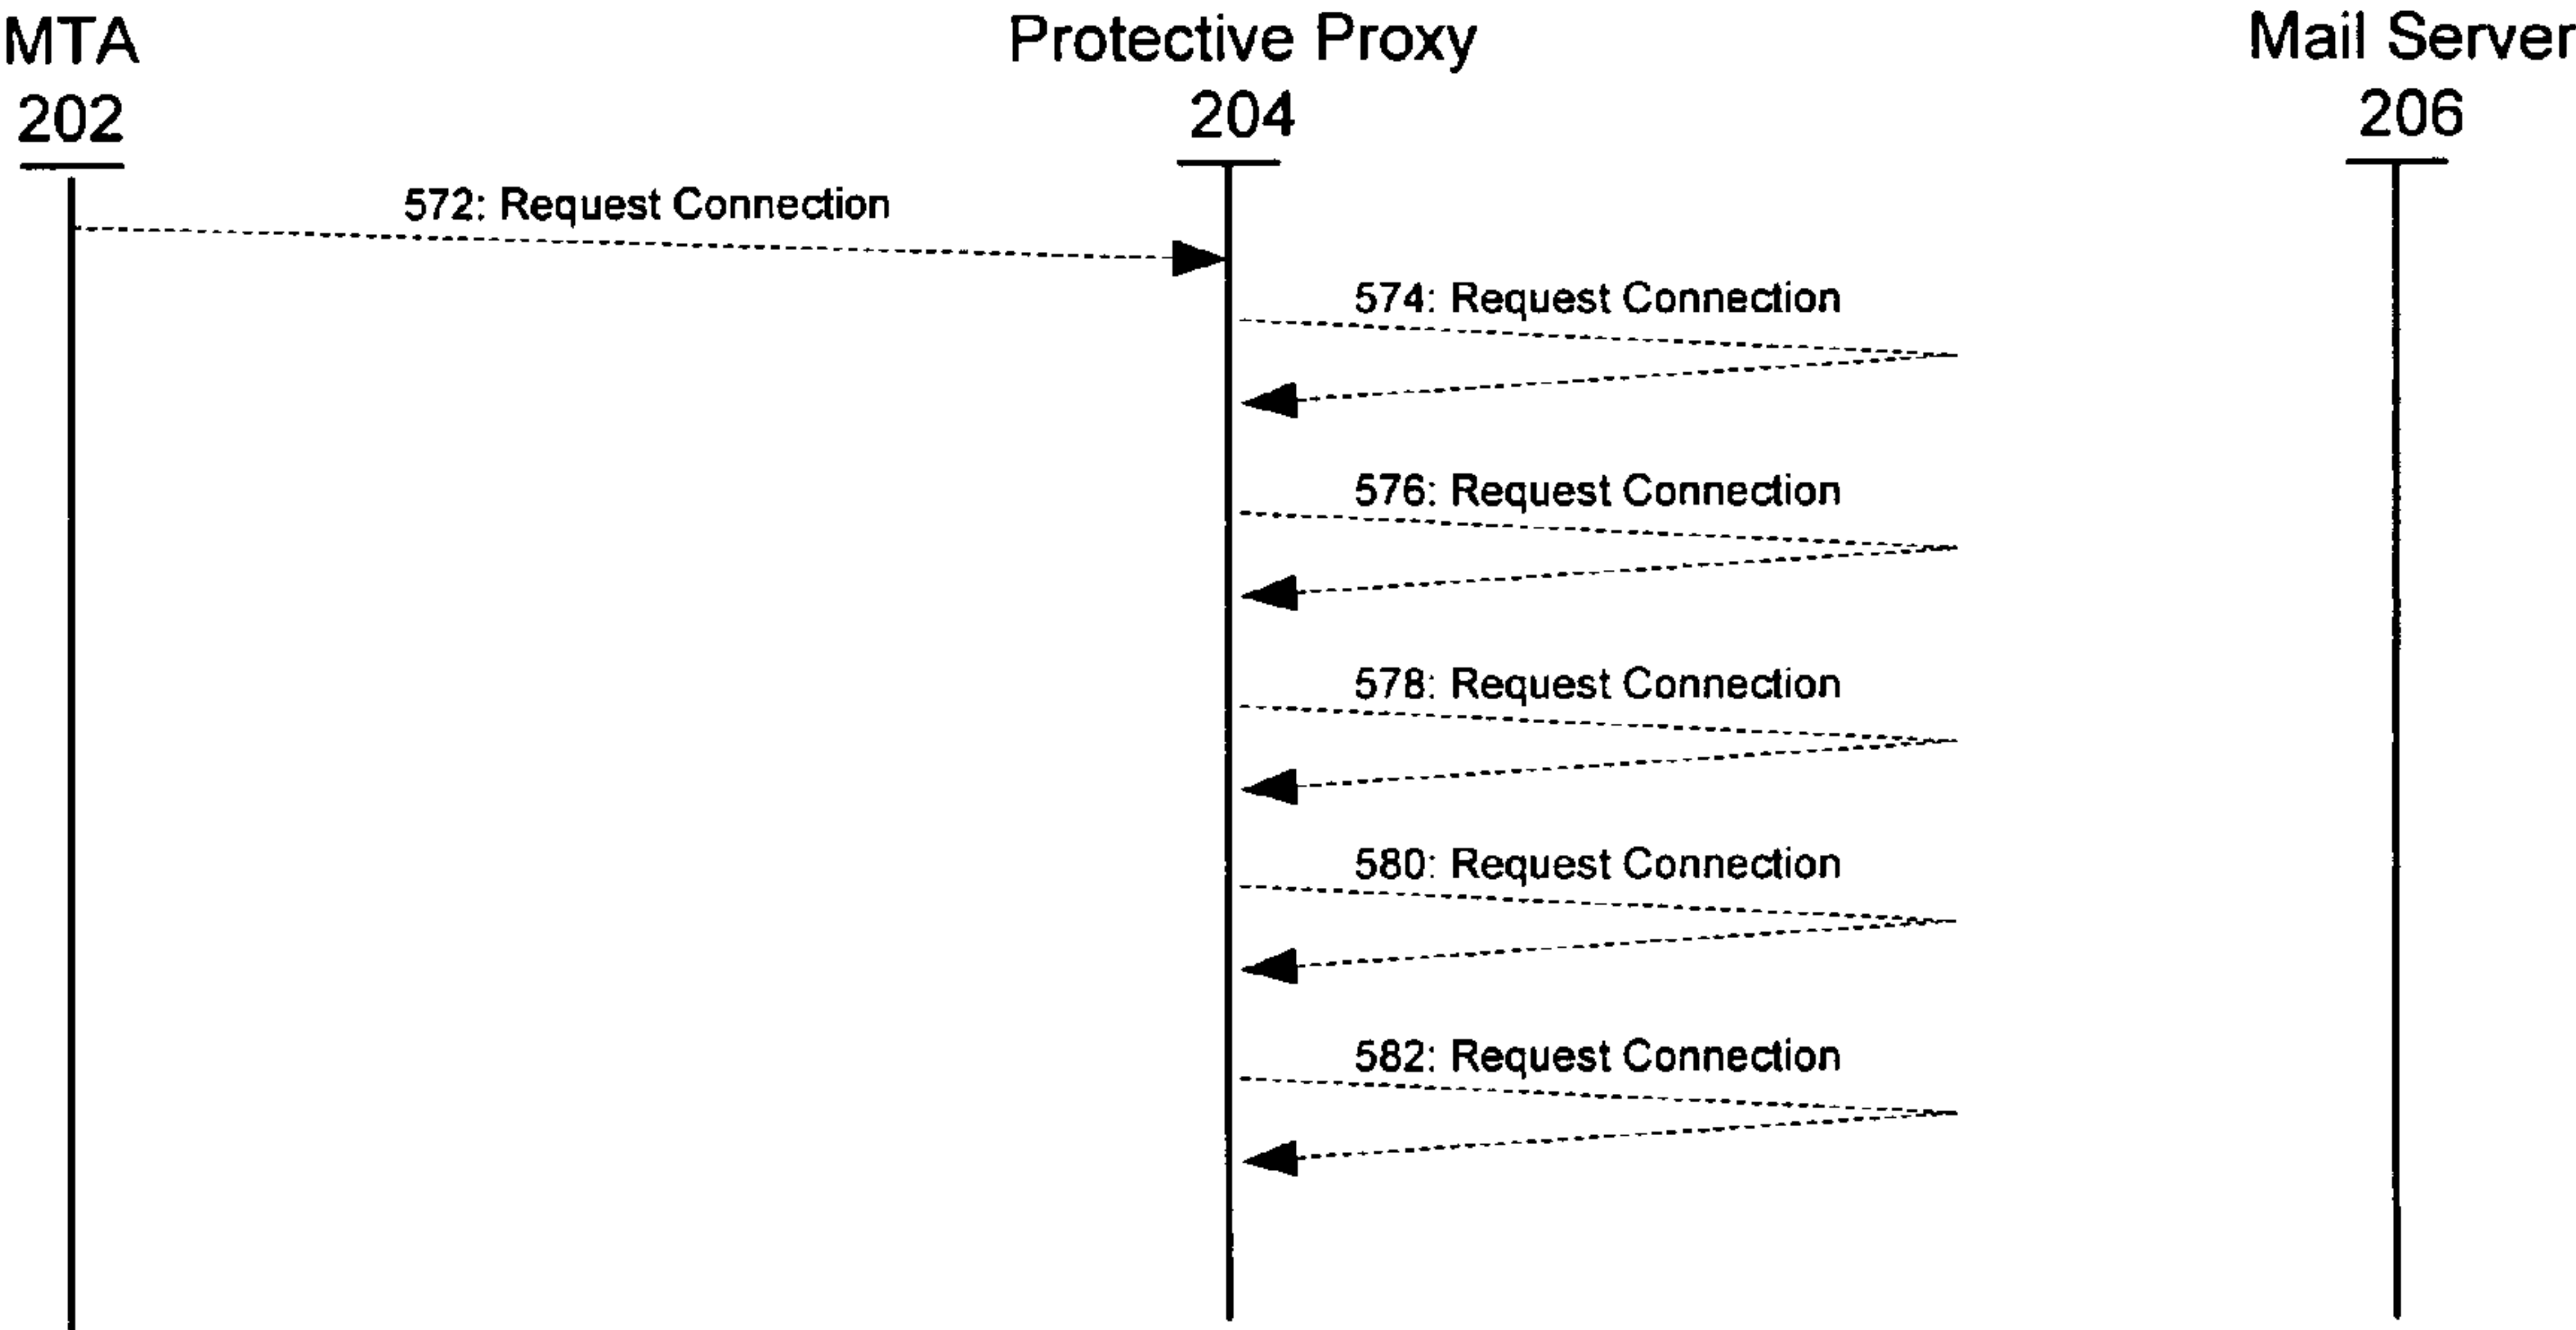 MTA
202
Protective Proxy
204
Mail Server
206
572: Request Connection
574: Request Connection
576: Request Connection
578: Request Connection
580: Request Connection
582: Request Connection